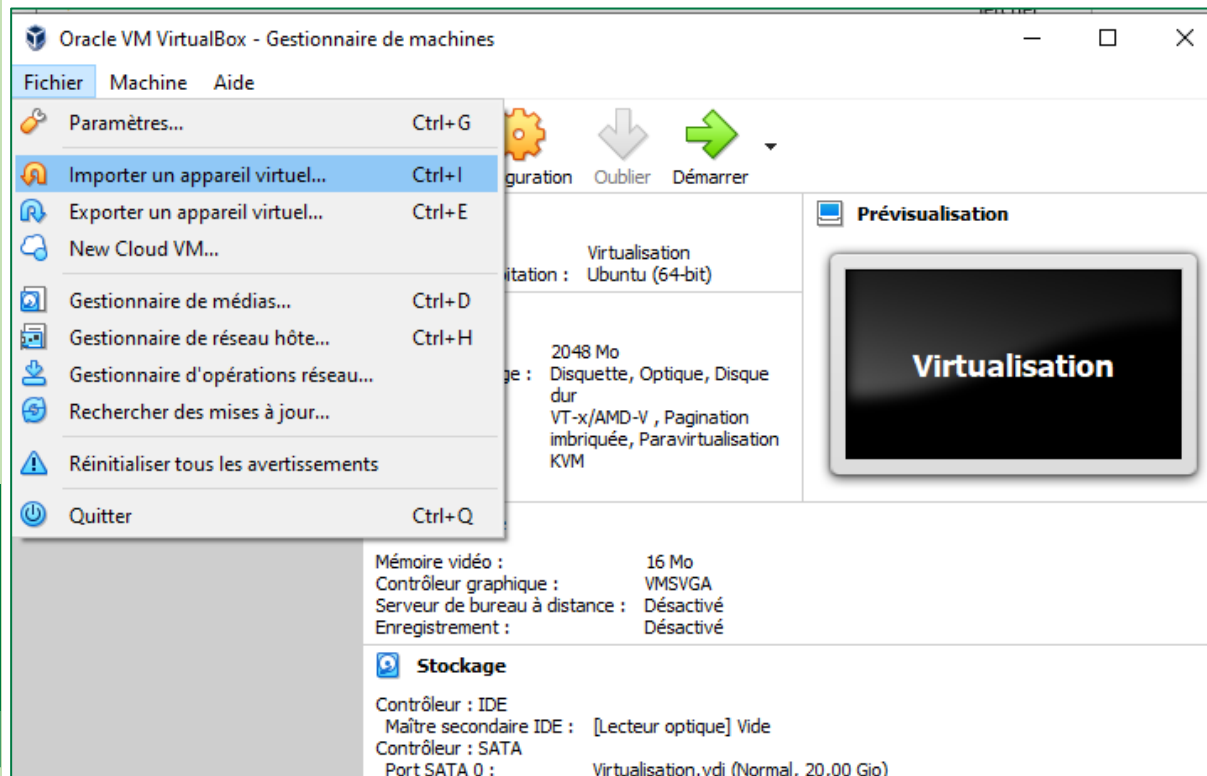 Oracle VM VirtualBox - Gestionnaire de machines
Fichier Machine Aide
Paramètres... Ctrl+G
Importer un appareil virtuel... Ctrl+I
Exporter un appareil virtuel... Ctrl+E
New Cloud VM...
Gestionnaire de médias... Ctrl+D
Gestionnaire de réseau hôte... Ctrl+H
Gestionnaire d'opérations réseau...
Rechercher des mises à jour...
Réinitialiser tous les avertissements
Quitter Ctrl+Q
guration Oublier Démarrer
Virtualisation
itation : Ubuntu (64-bit)
2048 Mo
ge : Disquette, Optique, Disque
dur
VT-x/AMD-V , Pagination
imbriquée, Paravirtualisation
KVM
Prévisualisation
Virtualisation
Mémoire vidéo : 16 Mo
Contrôleur graphique : VMSVGA
Serveur de bureau à distance : Désactivé
Enregistrement : Désactivé
Stockage
Contrôleur : IDE
Maître secondaire IDE : [Lecteur optique] Vide
Contrôleur : SATA
Port SATA 0 : Virtualisation.vdi (Normal, 20,00 Gio)